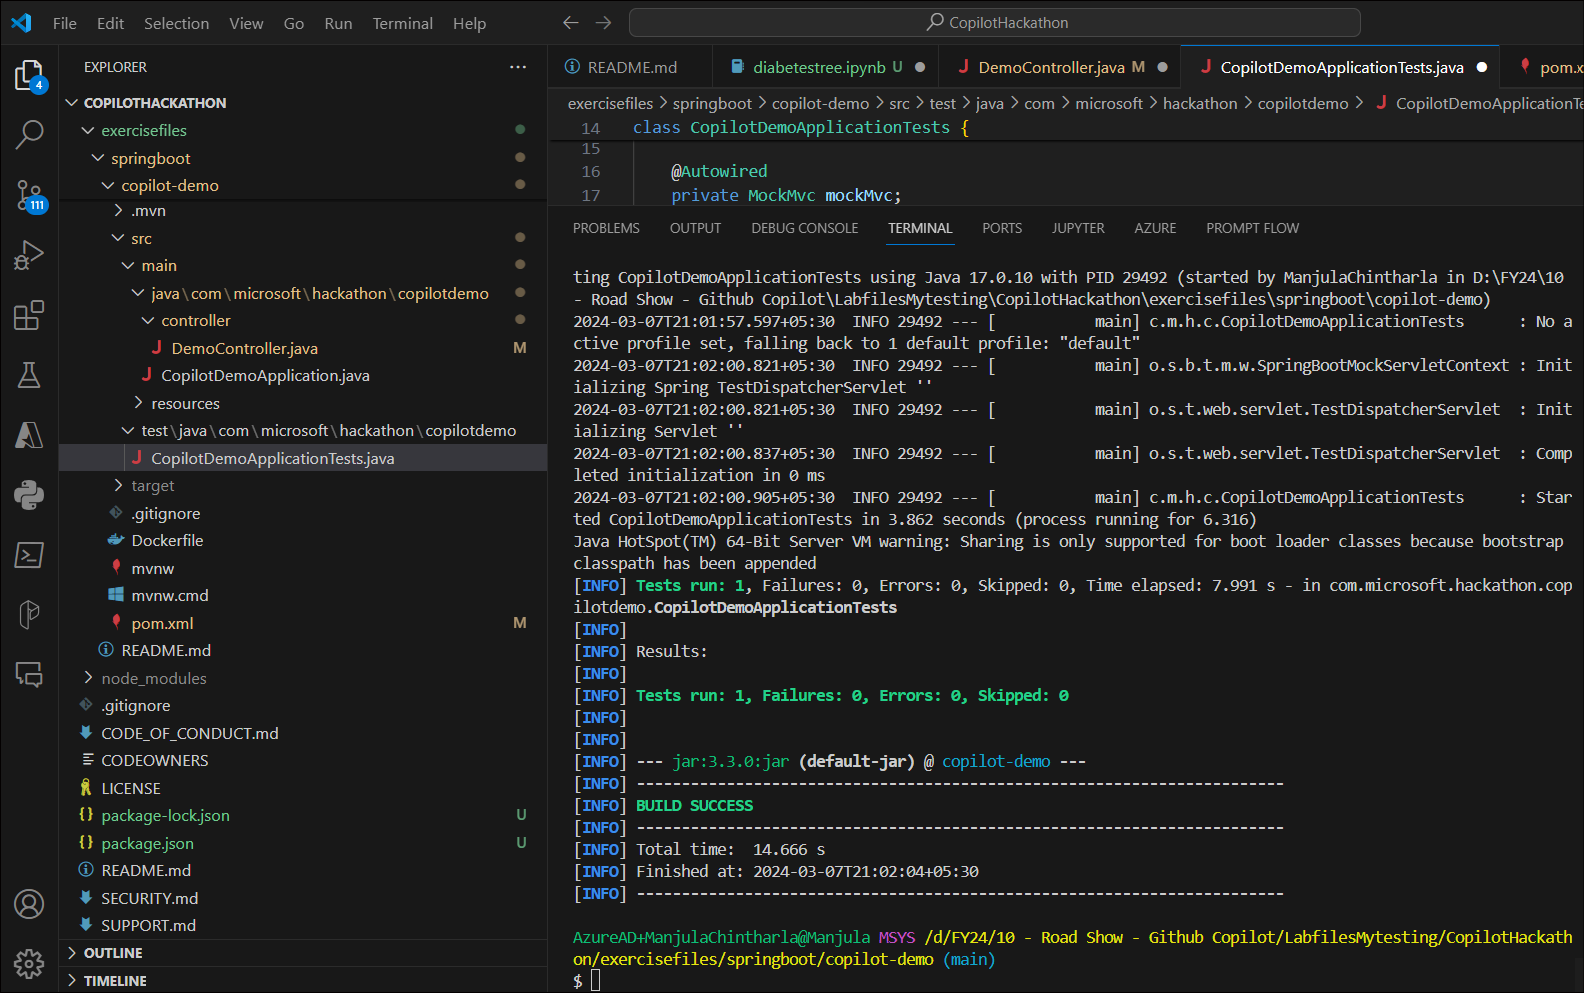 File Edit Selection View Go Run Terminal Help
CopilotHackathon
4
111
EXPLORER
COPILOTHACKATHON
exercisefiles
springboot
copilot-demo
.mvn
src
main
java\com\microsoft\hackathon\copilotdemo
controller
DemoController.java M
CopilotDemoApplication.java
resources
test\java\com\microsoft\hackathon\copilotdemo
CopilotDemoApplicationTests.java
target
.gitignore
Dockerfile
mvnw
mvnw.cmd
pom.xml M
README.md
node_modules
.gitignore
CODE_OF_CONDUCT.md
CODEOWNERS
LICENSE
package-lock.json U
package.json U
README.md
SECURITY.md
SUPPORT.md
OUTLINE
TIMELINE
README.md diabetestree.ipynb U DemoController.java M CopilotDemoApplicationTests.java pom.x
exercisefiles > springboot > copilot-demo > src > test > java > com > microsoft > hackathon > copilotdemo > CopilotDemoApplicationTe
14 class CopilotDemoApplicationTests {
15
16 @Autowired
17 private MockMvc mockMvc;
PROBLEMS OUTPUT DEBUG CONSOLE TERMINAL PORTS JUPYTER AZURE PROMPT FLOW
ting CopilotDemoApplicationTests using Java 17.0.10 with PID 29492 (started by ManjulaChintharla in D:\FY24\10
- Road Show - Github Copilot\LabfilesMytesting\CopilotHackathon\exercisefiles\springboot\copilot-demo)
2024-03-07T21:01:57.597+05:30  INFO 29492 --- [           main] c.m.h.c.CopilotDemoApplicationTests      : No a
ctive profile set, falling back to 1 default profile: "default"
2024-03-07T21:02:00.821+05:30  INFO 29492 --- [           main] o.s.b.t.m.w.SpringBootMockServletContext : Init
ializing Spring TestDispatcherServlet ''
2024-03-07T21:02:00.821+05:30  INFO 29492 --- [           main] o.s.t.web.servlet.TestDispatcherServlet  : Init
ializing Servlet ''
2024-03-07T21:02:00.837+05:30  INFO 29492 --- [           main] o.s.t.web.servlet.TestDispatcherServlet  : Comp
leted initialization in 0 ms
2024-03-07T21:02:00.905+05:30  INFO 29492 --- [           main] c.m.h.c.CopilotDemoApplicationTests      : Star
ted CopilotDemoApplicationTests in 3.862 seconds (process running for 6.316)
Java HotSpot(TM) 64-Bit Server VM warning: Sharing is only supported for boot loader classes because bootstrap
classpath has been appended
[INFO] Tests run: 1, Failures: 0, Errors: 0, Skipped: 0, Time elapsed: 7.991 s - in com.microsoft.hackathon.cop
ilotdemo.CopilotDemoApplicationTests
[INFO]
[INFO] Results:
[INFO]
[INFO] Tests run: 1, Failures: 0, Errors: 0, Skipped: 0
[INFO]
[INFO]
[INFO] --- jar:3.3.0:jar (default-jar) @ copilot-demo ---
[INFO] ------------------------------------------------------------------------
[INFO] BUILD SUCCESS
[INFO] ------------------------------------------------------------------------
[INFO] Total time:  14.666 s
[INFO] Finished at: 2024-03-07T21:02:04+05:30
[INFO] ------------------------------------------------------------------------
AzureAD+ManjulaChintharla@Manjula MSYS /d/FY24/10 - Road Show - Github Copilot/LabfilesMytesting/CopilotHackath
on/exercisefiles/springboot/copilot-demo (main)
$